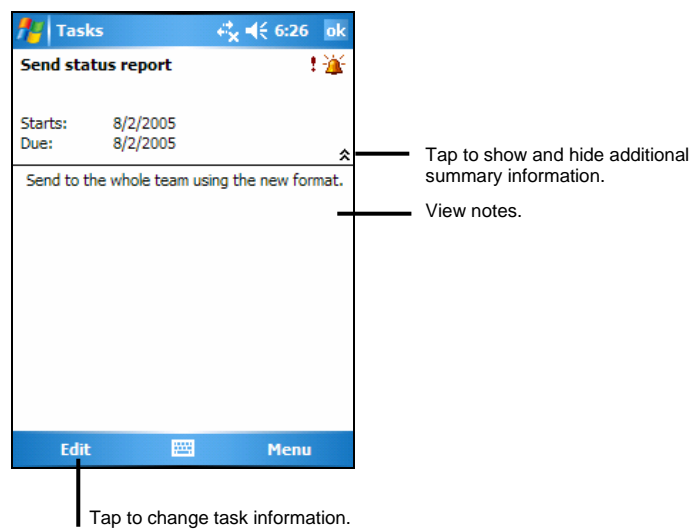 Tasks 6:26 ok
Send status report !
Starts: 8/2/2005
Due: 8/2/2005
Send to the whole team using the new format.
Edit Menu
Tap to show and hide additional
summary information.
View notes.
Tap to change task information.